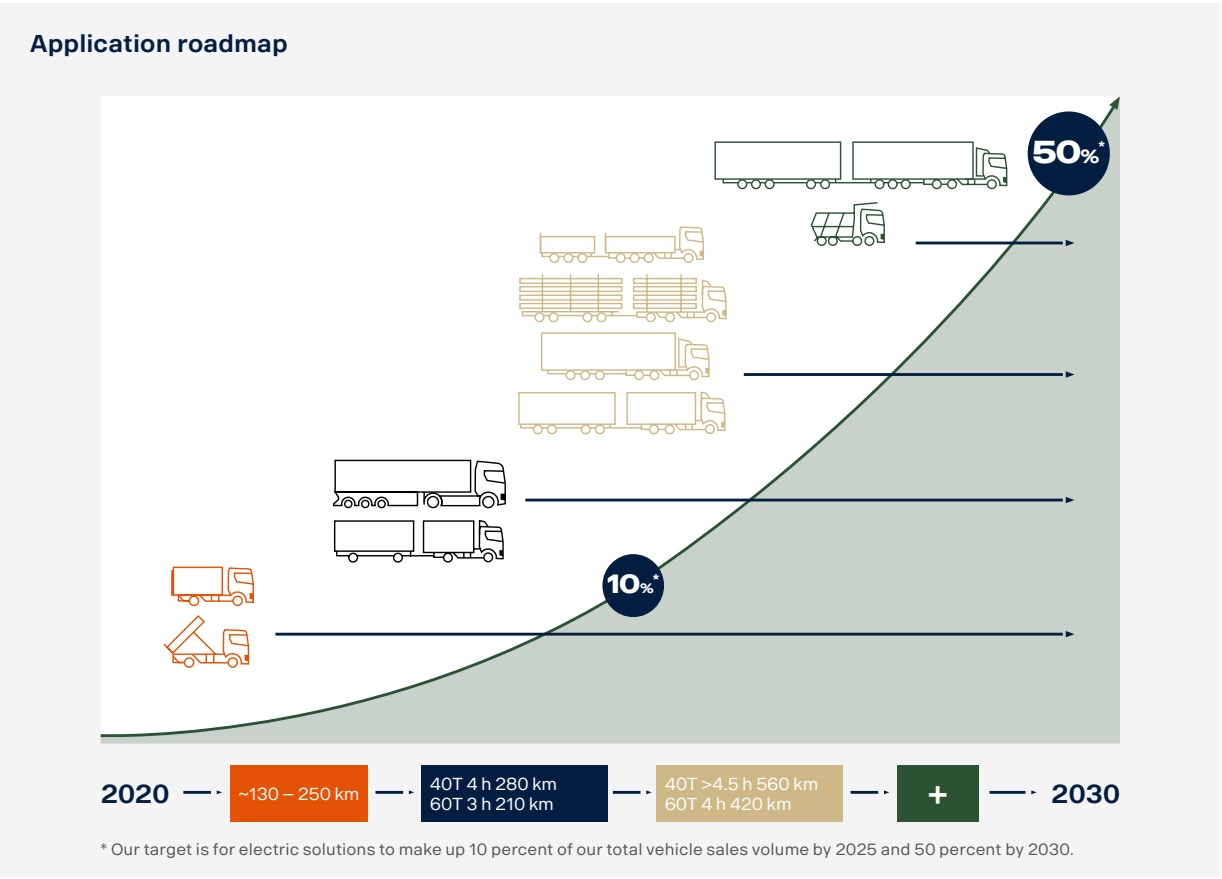 Application roadmap
50%*
10%*
2020
~130 – 250 km
40T 4 h 280 km
60T 3 h 210 km
40T >4.5 h 560 km
60T 4 h 420 km
+
2030
* Our target is for electric solutions to make up 10 percent of our total vehicle sales volume by 2025 and 50 percent by 2030.